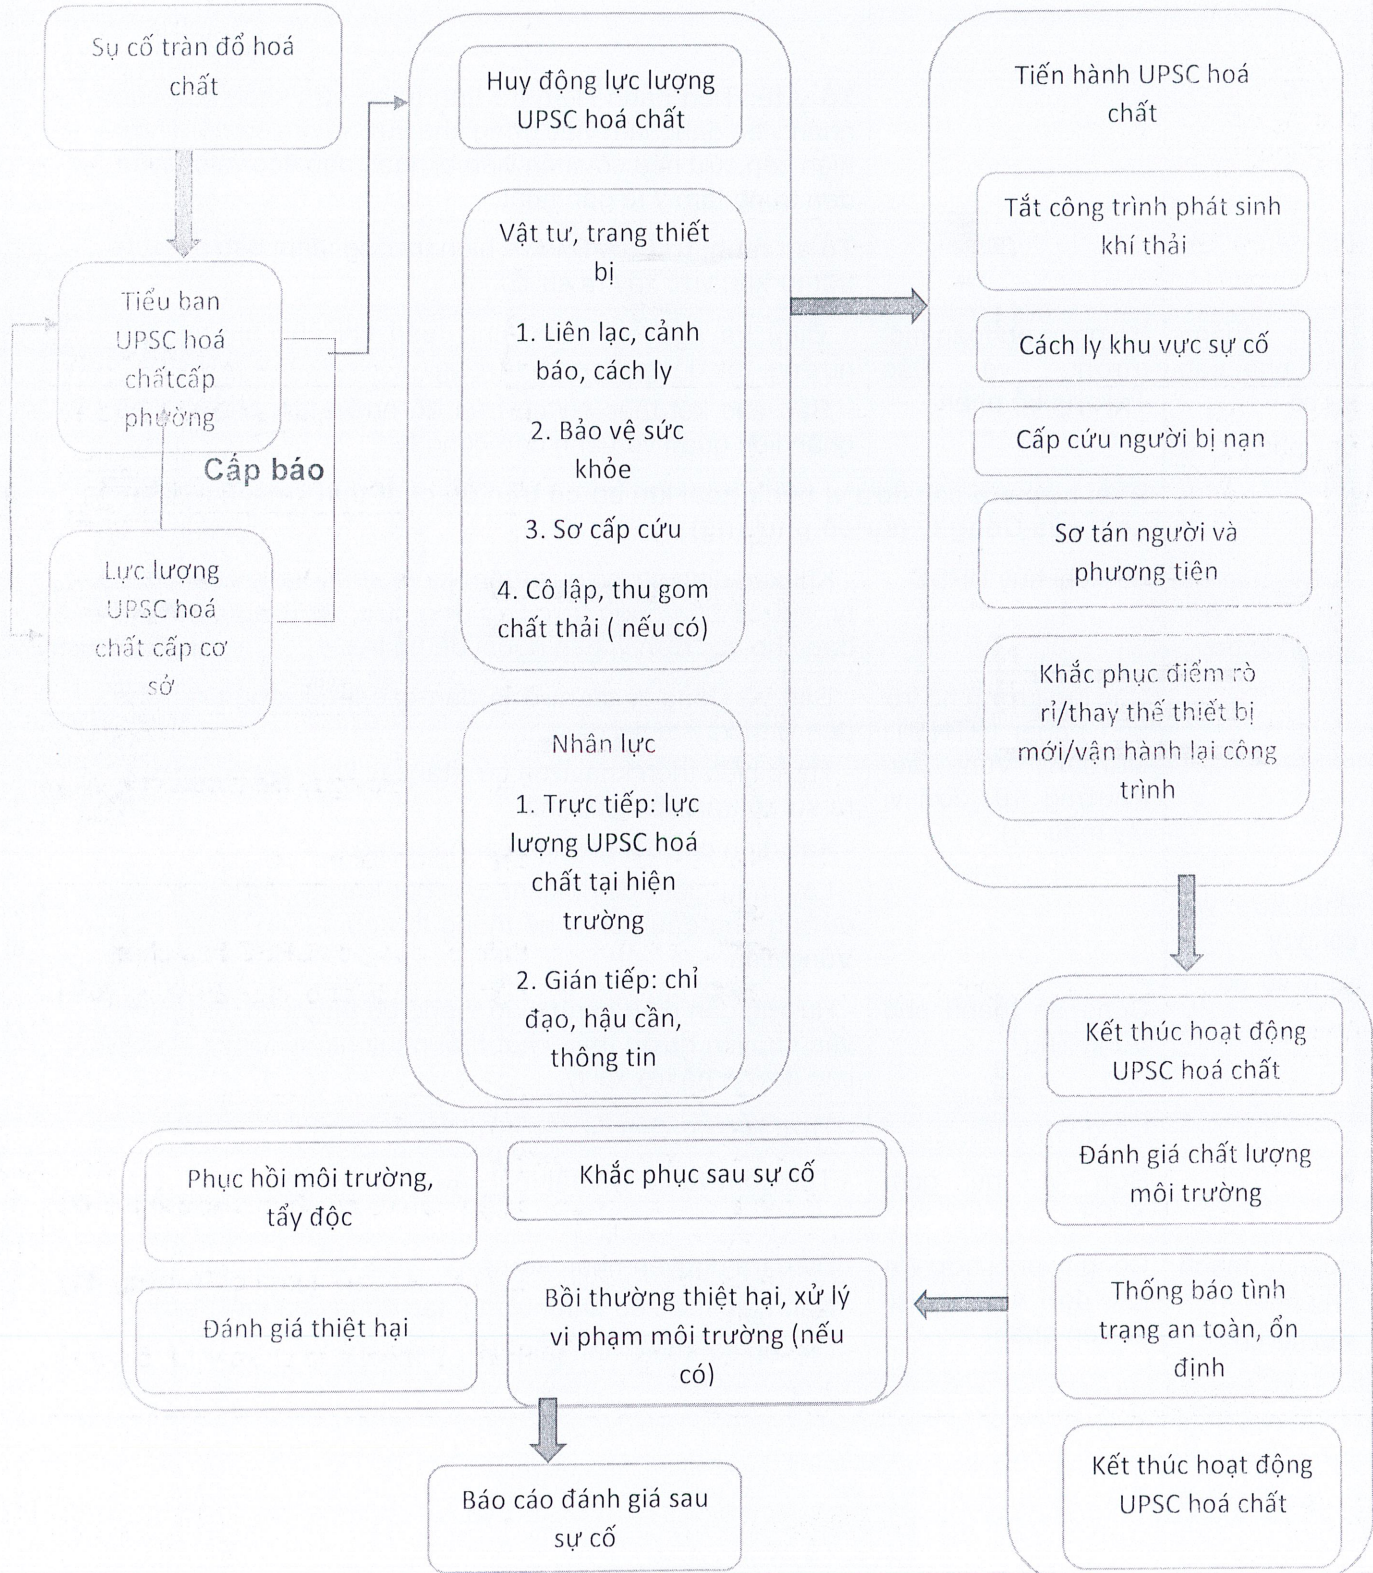 Sự cố tràn đổ hoá
chất
Tiểu ban
UPSC hoá
chấtcấp
phường
Cấp báo
Lực lượng
UPSC hoá
chất cấp cơ
sở
Huy động lực lượng
UPSC hoá chất
Vật tư, trang thiết
bị
1. Liên lạc, cảnh
báo, cách ly
2. Bảo vệ sức
khỏe
3. Sơ cấp cứu
4. Cô lập, thu gom
chất thải ( nếu có)
Nhân lực
1. Trực tiếp: lực
lượng UPSC hoá
chất tại hiện
trường
2. Gián tiếp: chỉ
đạo, hậu cần,
thông tin
Tiến hành UPSC hoá
chất
Tắt công trình phát sinh
khí thải
Cách ly khu vực sự cố
Cấp cứu người bị nạn
Sơ tán người và
phương tiện
Khắc phục điểm rò
rỉ/thay thế thiết bị
mới/vận hành lại công
trình
Kết thúc hoạt động
UPSC hoá chất
Đánh giá chất lượng
môi trường
Thống báo tình
trạng an toàn, ổn
định
Kết thúc hoạt động
UPSC hoá chất
Phục hồi môi trường,
tẩy độc
Khắc phục sau sự cố
Đánh giá thiệt hại
Bồi thường thiệt hại, xử lý
vi phạm môi trường (nếu
có)
Báo cáo đánh giá sau
sự cố